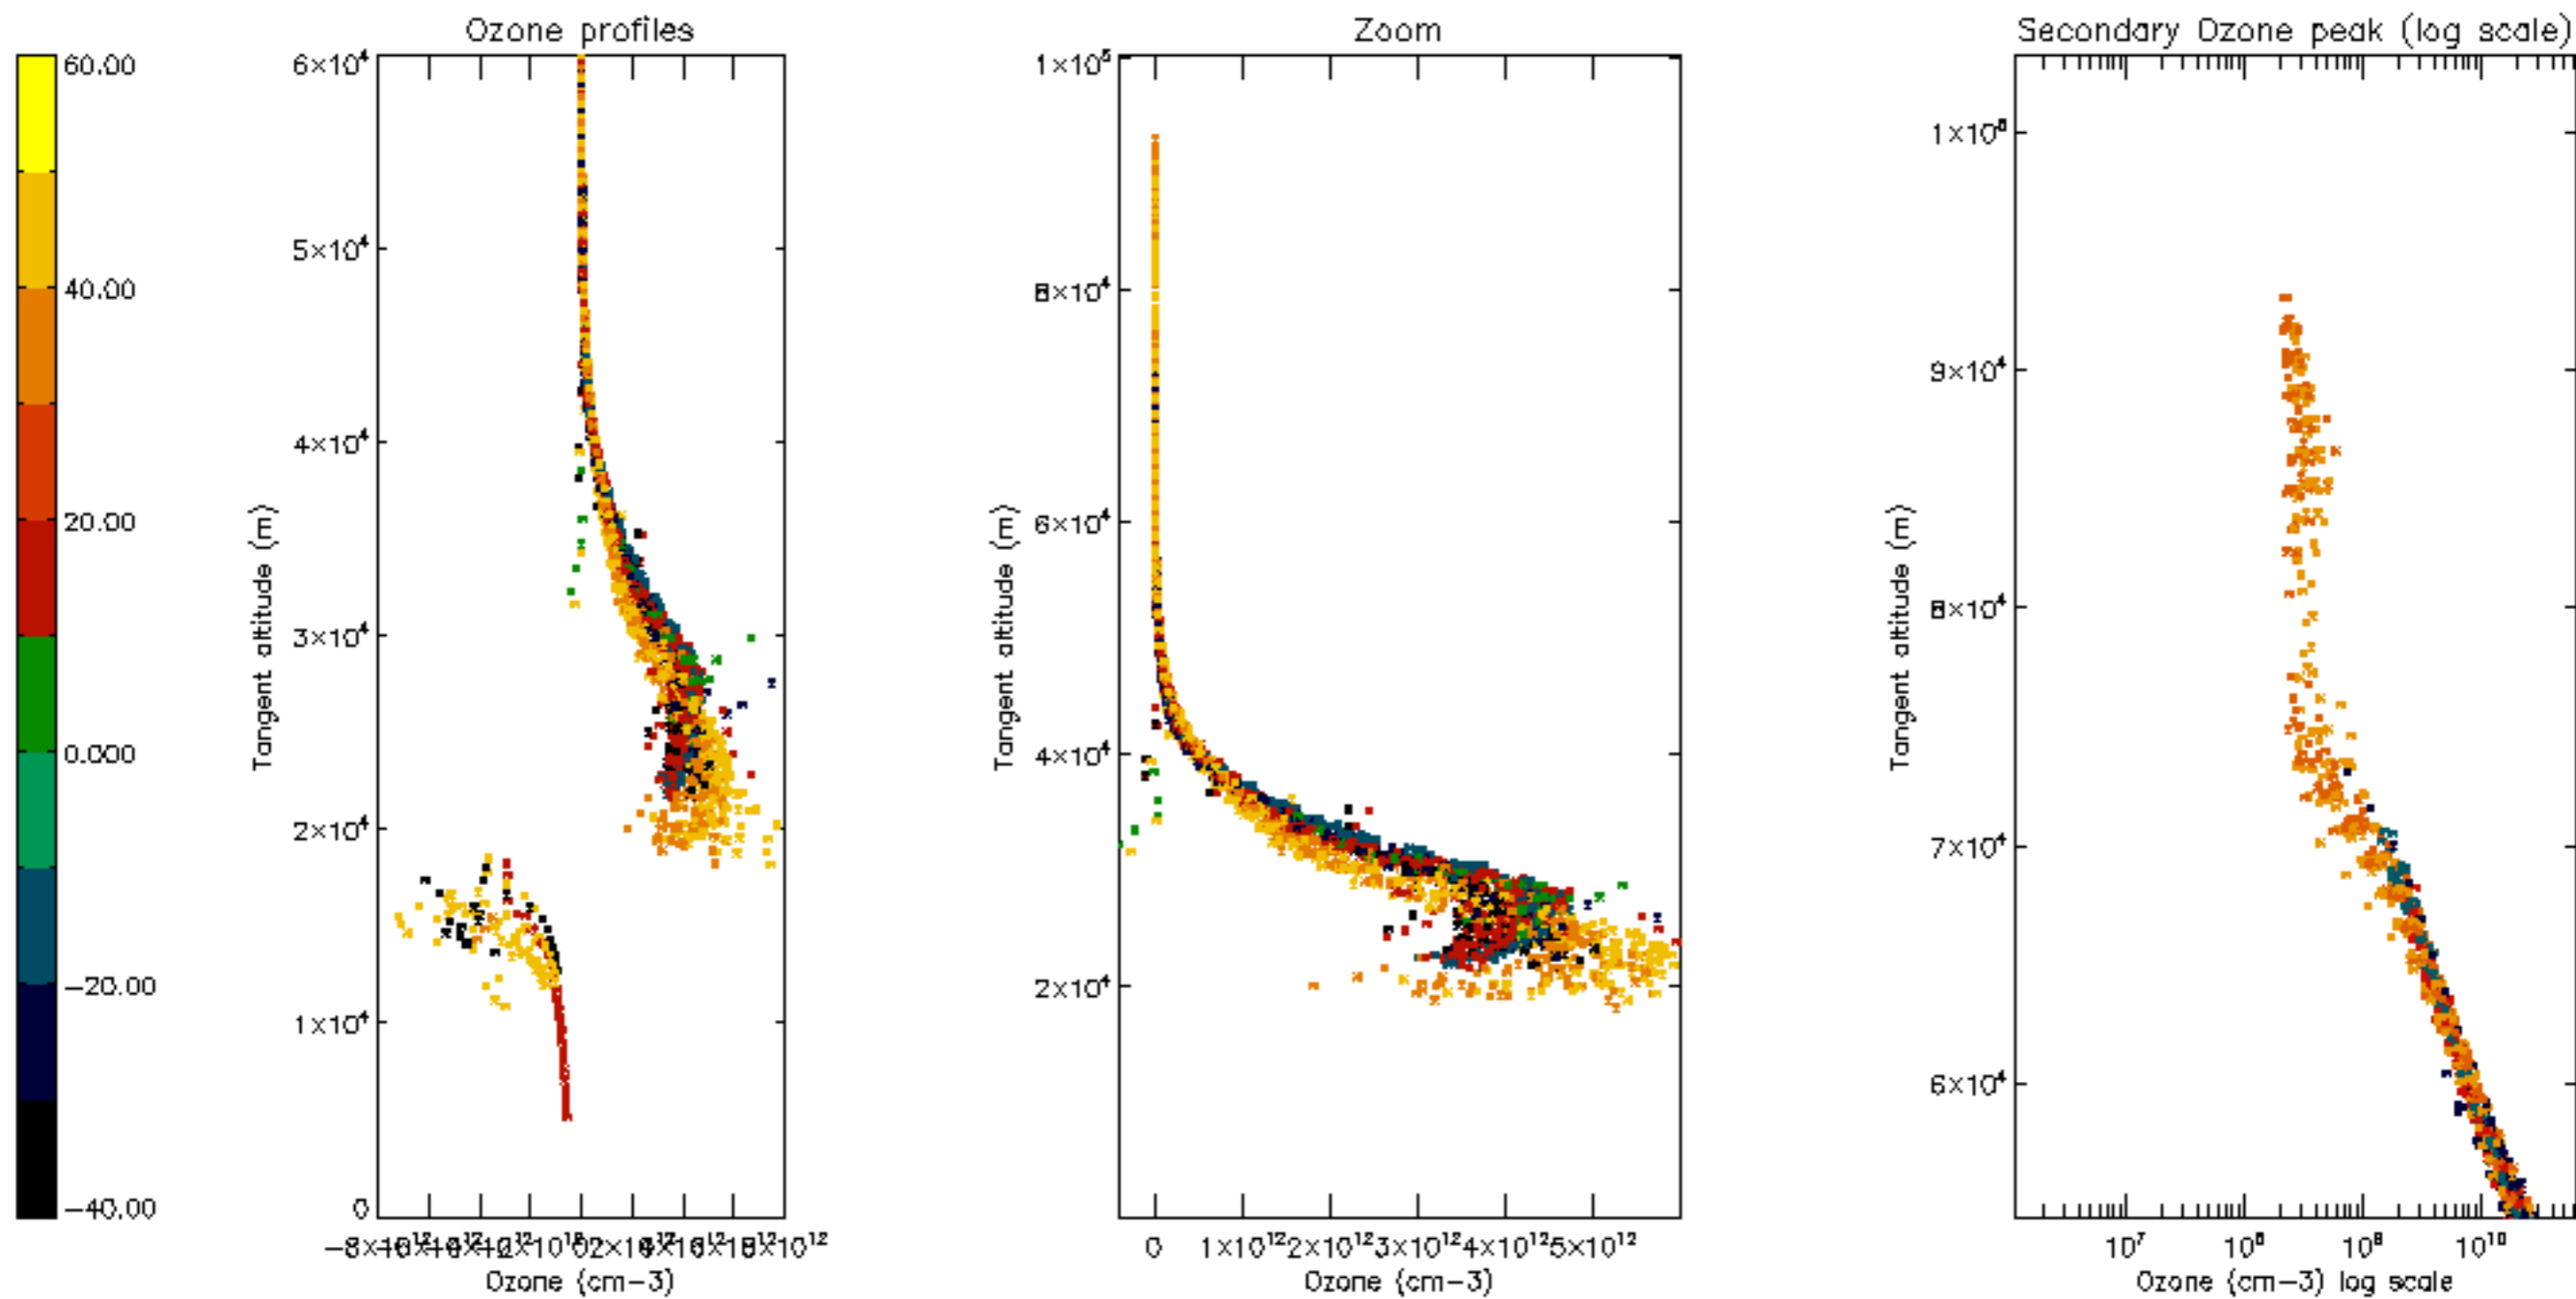 Ozone profiles
Zoom
Secondary Ozone peak (log scale)
60.00
40.00
20.00
0.000
-20.00
-40.00
6×10⁴
5×10⁴
4×10⁴
3×10⁴
2×10⁴
1×10⁴
0
Tangent altitude (m)
Ozone (cm-3)
1×10⁵
8×10⁴
6×10⁴
4×10⁴
2×10⁴
Tangent altitude (m)
0 1×10¹² 2×10¹² 3×10¹² 4×10¹² 5×10¹²
Ozone (cm-3)
9×10⁴
8×10⁴
7×10⁴
6×10⁴
Tangent altitude (m)
10⁷ 10⁸ 10⁹ 10¹⁰
Ozone (cm-3) log scale